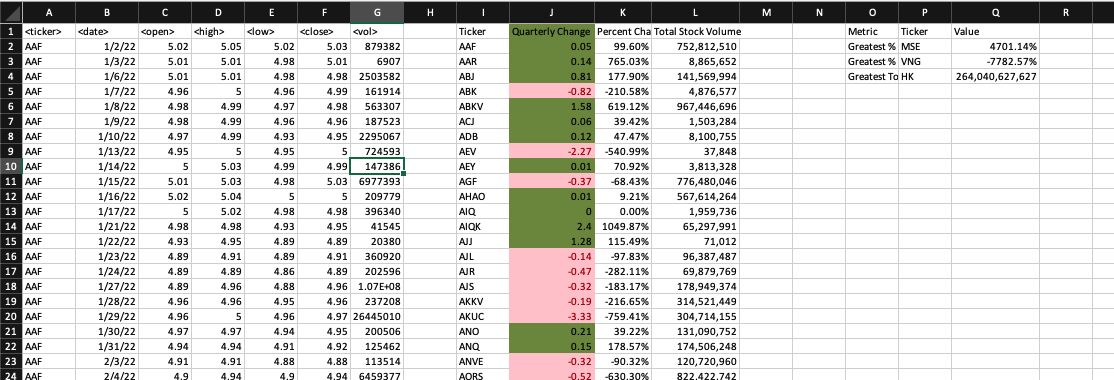 A B C D E F G H I J K L M N O P Q R
1 <ticker> <date> <open> <high> <low> <close> <vol> Ticker Quarterly Change Percent Cha Total Stock Volume Metric Ticker Value
2 AAF 1/2/22 5.02 5.05 5.02 5.03 879382 AAF 0.05 99.60% 752,812,510 Greatest % MSE 4701.14%
3 AAF 1/3/22 5.01 5.01 4.98 5.01 6907 AAR 0.14 765.03% 8,865,652 Greatest % VNG -7782.57%
4 AAF 1/6/22 5.01 5.01 4.98 4.98 2503582 ABJ 0.81 177.90% 141,569,994 Greatest To HK 264,040,627,627
5 AAF 1/7/22 4.96 5 4.96 4.99 161914 ABK -0.82 -210.58% 4,876,577
6 AAF 1/8/22 4.98 4.99 4.97 4.98 563307 ABKV 1.58 619.12% 967,446,696
7 AAF 1/9/22 4.98 4.99 4.96 4.96 187523 ACJ 0.06 39.42% 1,503,284
8 AAF 1/10/22 4.97 4.99 4.93 4.95 2295067 ADB 0.12 47.47% 8,100,755
9 AAF 1/13/22 4.95 5 4.95 5 724593 AEV -2.27 -540.99% 37,848
10 AAF 1/14/22 5 5.03 4.99 4.99 147386 AEY 0.01 70.92% 3,813,328
11 AAF 1/15/22 5.01 5.03 4.98 5.03 6977393 AGF -0.37 -68.43% 776,480,046
12 AAF 1/16/22 5.02 5.04 5 5 209779 AHAO 0.01 9.21% 567,614,264
13 AAF 1/17/22 5 5.02 4.98 4.98 396340 AIQ 0 0.00% 1,959,736
14 AAF 1/21/22 4.98 4.98 4.93 4.95 41545 AIQK 2.4 1049.87% 65,297,991
15 AAF 1/22/22 4.93 4.95 4.89 4.89 20380 AJJ 1.28 115.49% 71,012
16 AAF 1/23/22 4.89 4.91 4.89 4.91 360920 AJL -0.14 -97.83% 96,387,487
17 AAF 1/24/22 4.89 4.89 4.86 4.89 202596 AJR -0.47 -282.11% 69,879,769
18 AAF 1/27/22 4.89 4.96 4.88 4.96 1.07E+08 AJS -0.32 -183.17% 178,949,374
19 AAF 1/28/22 4.96 4.96 4.95 4.96 237208 AKKV -0.19 -216.65% 314,521,449
20 AAF 1/29/22 4.96 5 4.96 4.97 26445010 AKUC -3.33 -759.41% 304,714,155
21 AAF 1/30/22 4.97 4.97 4.94 4.95 200506 ANO 0.21 39.22% 131,090,752
22 AAF 1/31/22 4.94 4.94 4.91 4.92 125462 ANQ 0.15 178.57% 174,506,248
23 AAF 2/3/22 4.91 4.91 4.88 4.88 113514 ANVE -0.32 -90.32% 120,720,960
24 AAF 2/4/22 4.9 4.94 4.9 4.94 6459377 AORS -0.52 -630.30% 822,422,742